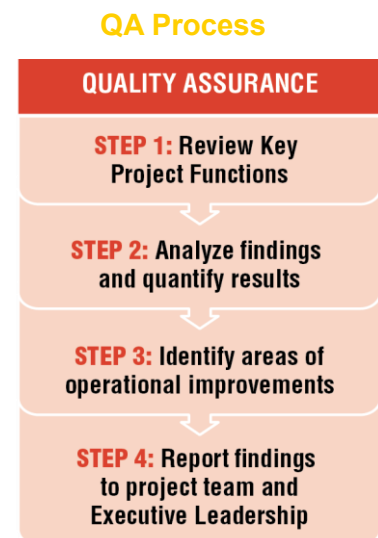 QA Process
QUALITY ASSURANCE
STEP 1: Review Key
Project Functions
STEP 2: Analyze findings
and quantify results
STEP 3: Identify areas of
operational improvements
STEP 4: Report findings
to project team and
Executive Leadership